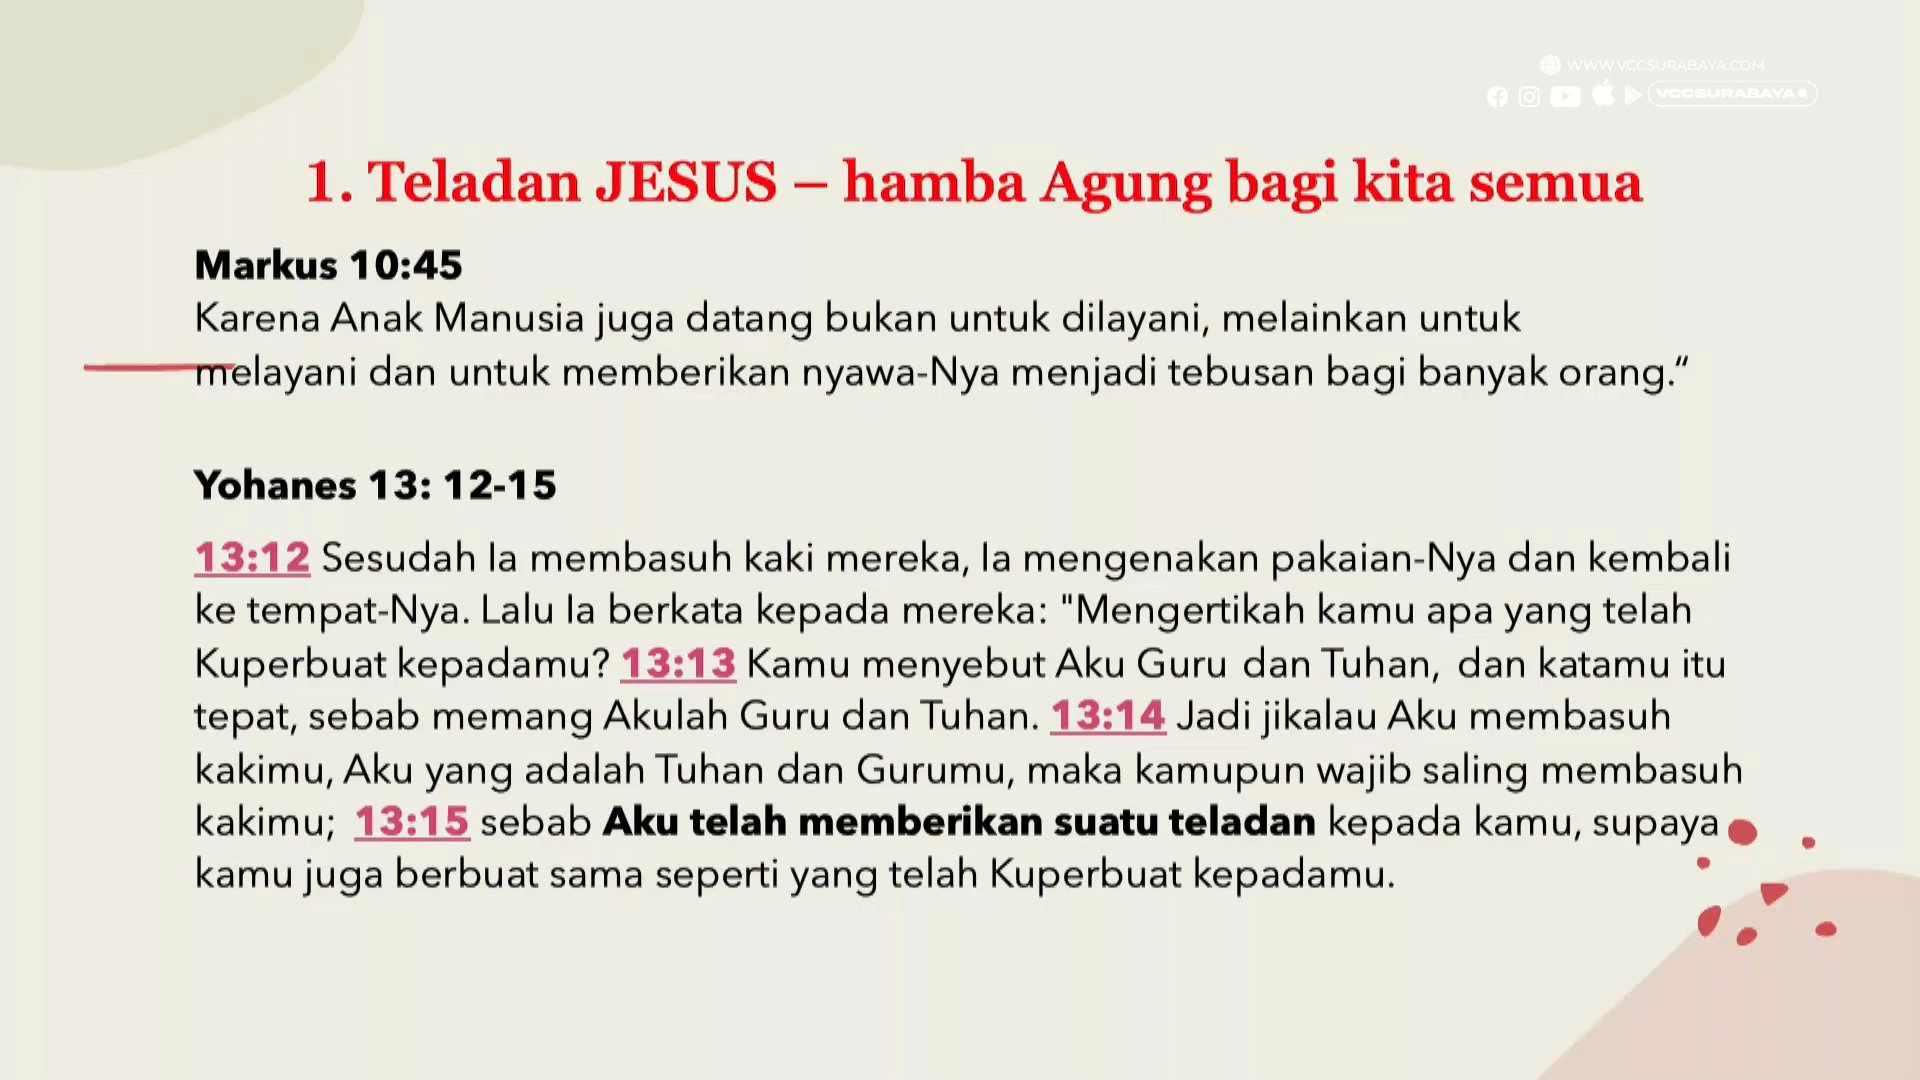 WWW.VCCSURABAYA.COM
VCCSURABAYA
1. Teladan JESUS – hamba Agung bagi kita semua
Markus 10:45
Karena Anak Manusia juga datang bukan untuk dilayani, melainkan untuk
melayani dan untuk memberikan nyawa-Nya menjadi tebusan bagi banyak orang.“
Yohanes 13: 12-15
13:12 Sesudah Ia membasuh kaki mereka, Ia mengenakan pakaian-Nya dan kembali
ke tempat-Nya. Lalu Ia berkata kepada mereka: "Mengertikah kamu apa yang telah
Kuperbuat kepadamu? 13:13 Kamu menyebut Aku Guru dan Tuhan, dan katamu itu
tepat, sebab memang Akulah Guru dan Tuhan. 13:14 Jadi jikalau Aku membasuh
kakimu, Aku yang adalah Tuhan dan Gurumu, maka kamupun wajib saling membasuh
kakimu; 13:15 sebab Aku telah memberikan suatu teladan kepada kamu, supaya
kamu juga berbuat sama seperti yang telah Kuperbuat kepadamu.